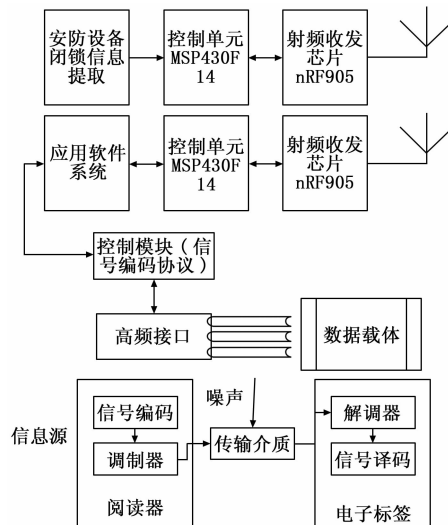 安防设备
闭锁信息
提取
控制单元
MSP430F
14
射频收发
芯片
nRF905
应用软件
系统
控制单元
MSP430F
14
射频收发
芯片
nRF905
控制模块(信
号编码协议)
高频接口
数据载体
信息源
信号编码
调制器
阅读器
噪声
传输介质
解调器
信号译码
电子标签